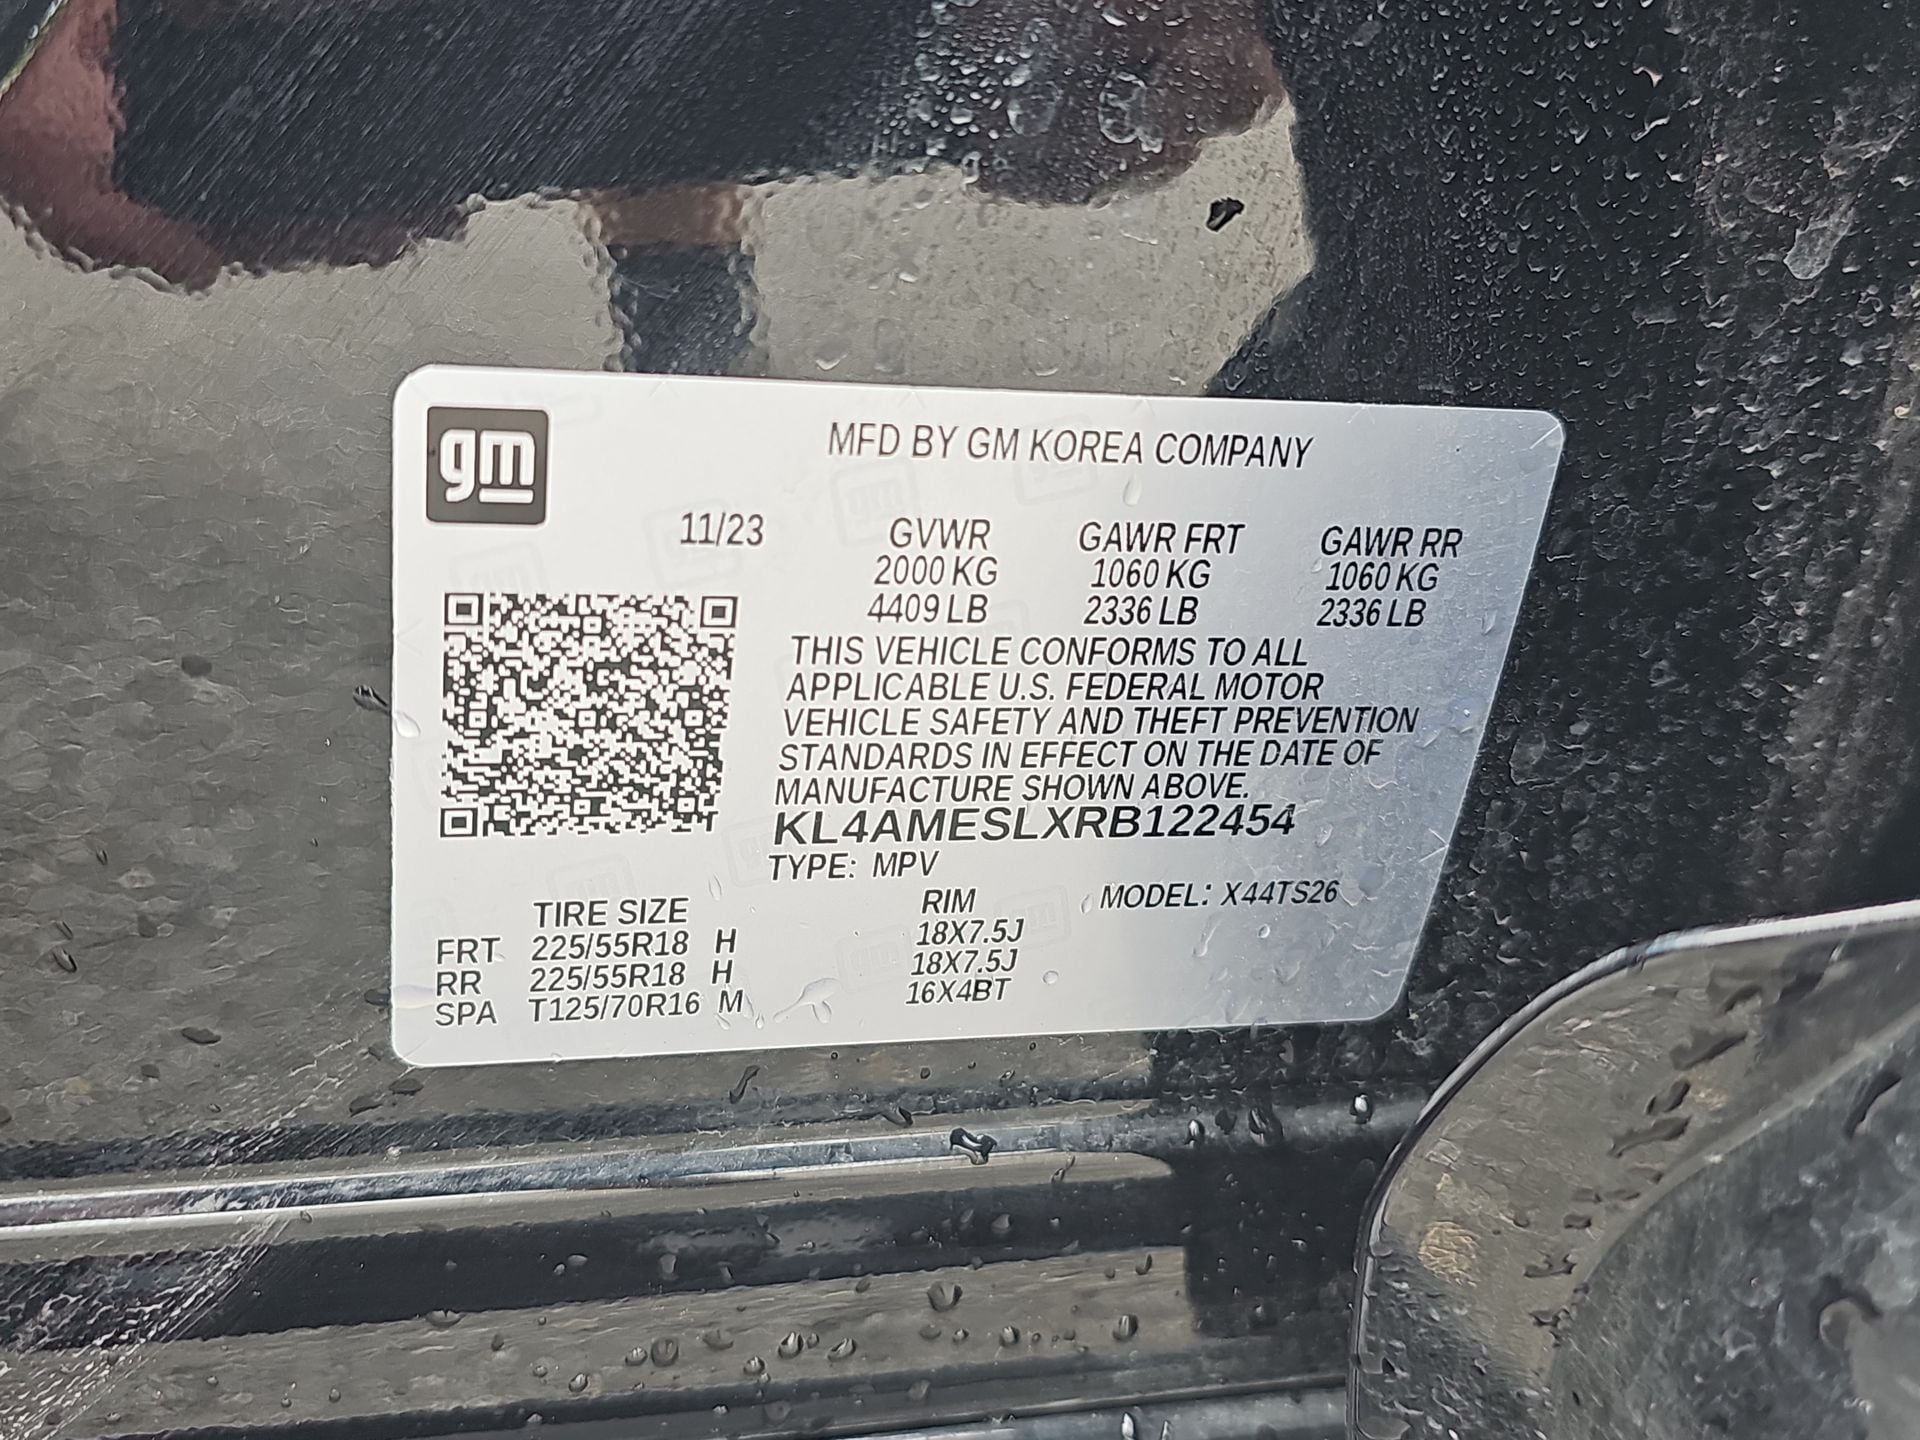 gm
MFD BY GM KOREA COMPANY
11/23 GVWR GAWR FRT GAWR RR
2000 KG 1060 KG 1060 KG
4409 LB 2336 LB 2336 LB
THIS VEHICLE CONFORMS TO ALL
APPLICABLE U.S. FEDERAL MOTOR
VEHICLE SAFETY AND THEFT PREVENTION
STANDARDS IN EFFECT ON THE DATE OF
MANUFACTURE SHOWN ABOVE.
KL4AMESLXRB122454
TYPE: MPV
MODEL: X44TS26
TIRE SIZE RIM
FRT 225/55R18 H 18X7.5J
RR 225/55R18 H 18X7.5J
SPA T125/70R16 M 16X4BT